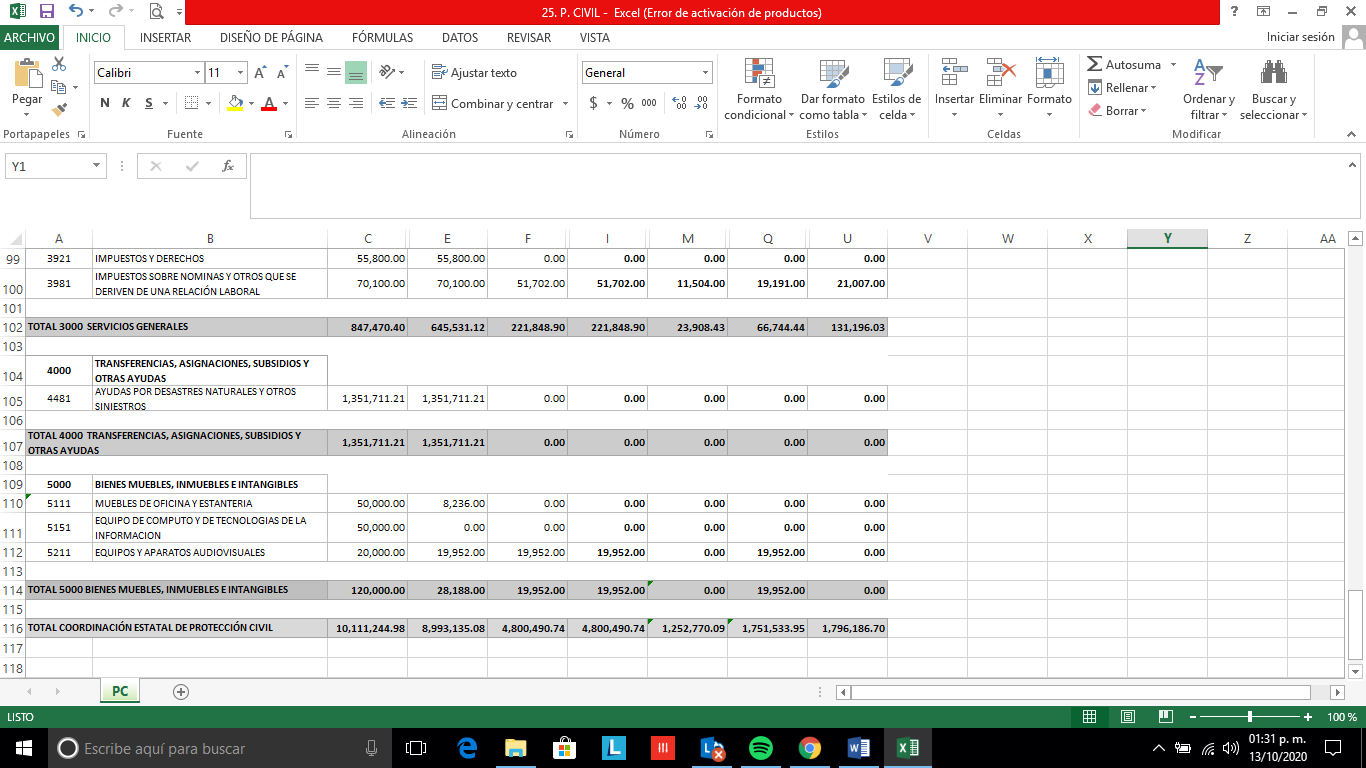 25. P. CIVIL - Excel (Error de activación de productos)
ARCHIVO INICIO INSERTAR DISEÑO DE PÁGINA FÓRMULAS DATOS REVISAR VISTA Iniciar sesión
Pegar
Portapapeles
Calibri 11
N K S
Fuente
Ajustar texto
Combinar y centrar
Alineación
General
$ % 000
Número
Formato condicional
Dar formato como tabla
Estilos de celda
Estilos
Insertar Eliminar Formato
Celdas
Autosuma
Rellenar
Borrar
Ordenar y filtrar
Buscar y seleccionar
Modificar
Y1
A B C E F I M Q U V W X Y Z AA
99 3921 IMPUESTOS Y DERECHOS 55,800.00 55,800.00 0.00 0.00 0.00 0.00 0.00
100 3981 IMPUESTOS SOBRE NOMINAS Y OTROS QUE SE
DERIVEN DE UNA RELACIÓN LABORAL 70,100.00 70,100.00 51,702.00 51,702.00 11,504.00 19,191.00 21,007.00
101
102 TOTAL 3000 SERVICIOS GENERALES 847,470.40 645,531.12 221,848.90 221,848.90 23,908.43 66,744.44 131,196.03
103
104 4000 TRANSFERENCIAS, ASIGNACIONES, SUBSIDIOS Y
OTRAS AYUDAS
105 4481 AYUDAS POR DESASTRES NATURALES Y OTROS
SINIESTROS 1,351,711.21 1,351,711.21 0.00 0.00 0.00 0.00 0.00
106
107 TOTAL 4000 TRANSFERENCIAS, ASIGNACIONES, SUBSIDIOS Y
OTRAS AYUDAS 1,351,711.21 1,351,711.21 0.00 0.00 0.00 0.00 0.00
108
109 5000 BIENES MUEBLES, INMUEBLES E INTANGIBLES
110 5111 MUEBLES DE OFICINA Y ESTANTERIA 50,000.00 8,236.00 0.00 0.00 0.00 0.00 0.00
111 5151 EQUIPO DE COMPUTO Y DE TECNOLOGIAS DE LA
INFORMACION 50,000.00 0.00 0.00 0.00 0.00 0.00 0.00
112 5211 EQUIPOS Y APARATOS AUDIOVISUALES 20,000.00 19,952.00 19,952.00 19,952.00 0.00 19,952.00 0.00
113
114 TOTAL 5000 BIENES MUEBLES, INMUEBLES E INTANGIBLES 120,000.00 28,188.00 19,952.00 19,952.00 0.00 19,952.00 0.00
115
116 TOTAL COORDINACIÓN ESTATAL DE PROTECCIÓN CIVIL 10,111,244.98 8,993,135.08 4,800,490.74 4,800,490.74 1,252,770.09 1,751,533.95 1,796,186.70
117
118
PC
LISTO 100 %
Escribe aquí para buscar
01:31 p. m.
13/10/2020